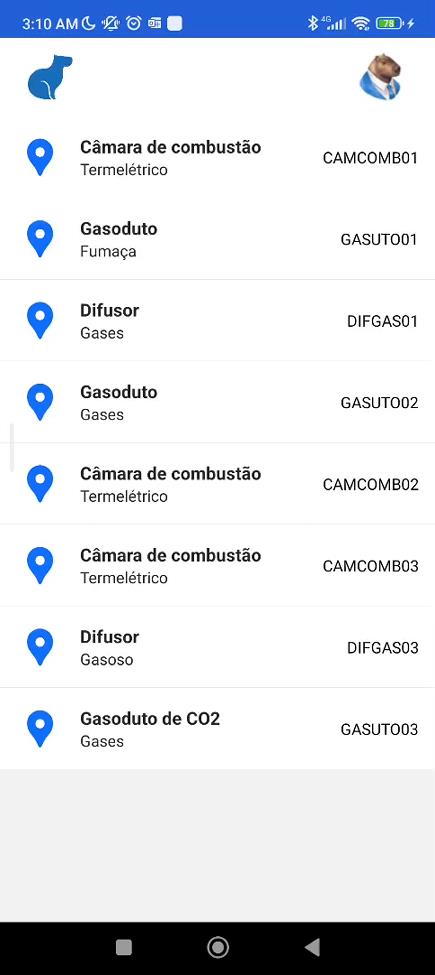 3:10 AM
4G
78
Câmara de combustão
Termelétrico
CAMCOMB01
Gasoduto
Fumaça
GASUTO01
Difusor
Gases
DIFGAS01
Gasoduto
Gases
GASUTO02
Câmara de combustão
Termelétrico
CAMCOMB02
Câmara de combustão
Termelétrico
CAMCOMB03
Difusor
Gasoso
DIFGAS03
Gasoduto de CO2
Gases
GASUTO03